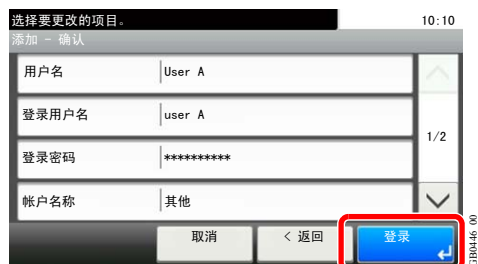 选择要更改的项目。 10:10
添加 - 确认
用户名 User A
登录用户名 user A
1/2
登录密码 **********
帐户名称 其他
取消 < 返回 登录
GB0446_00